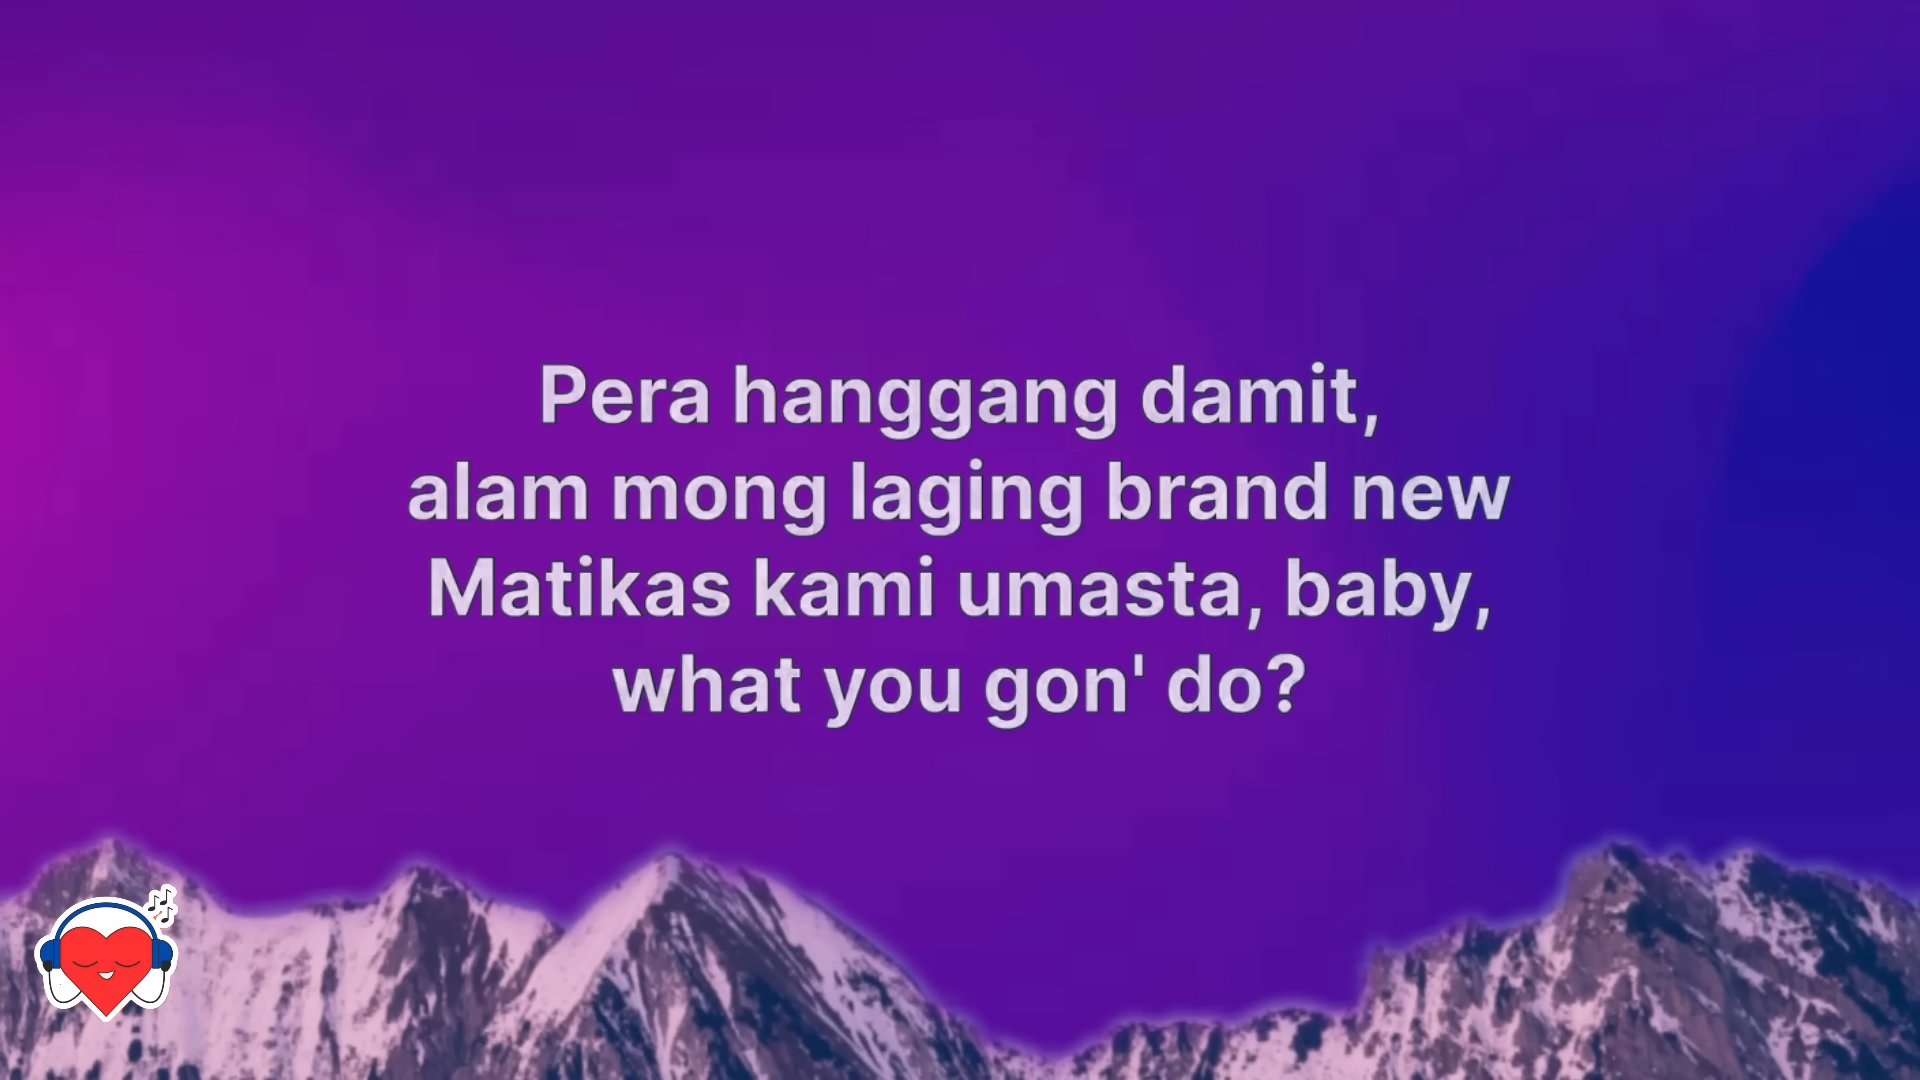 Pera hanggang damit,
alam mong laging brand new
Matikas kami umasta, baby,
what you gon' do?